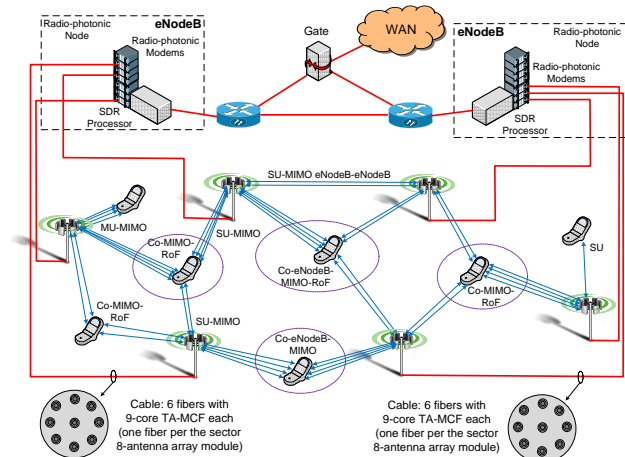 Radio-photonic
Node
eNodeB
Radio-photonic
Modems
SDR
Processor
Gate
WAN
eNodeB
Radio-photonic
Node
Radio-photonic
Modems
SDR
Processor
SU-MIMO eNodeB-eNodeB
MU-MIMO
Co-MIMO-
RoF
SU-MIMO
Co-eNodeB-
MIMO-RoF
Co-MIMO-
RoF
SU
Co-MIMO-
RoF
SU-MIMO
Co-eNodeB-
MIMO
Cable: 6 fibers with
9-core TA-MCF each
(one fiber per the sector
8-antenna array module)
Cable: 6 fibers with
9-core TA-MCF each
(one fiber per the sector
8-antenna array module)